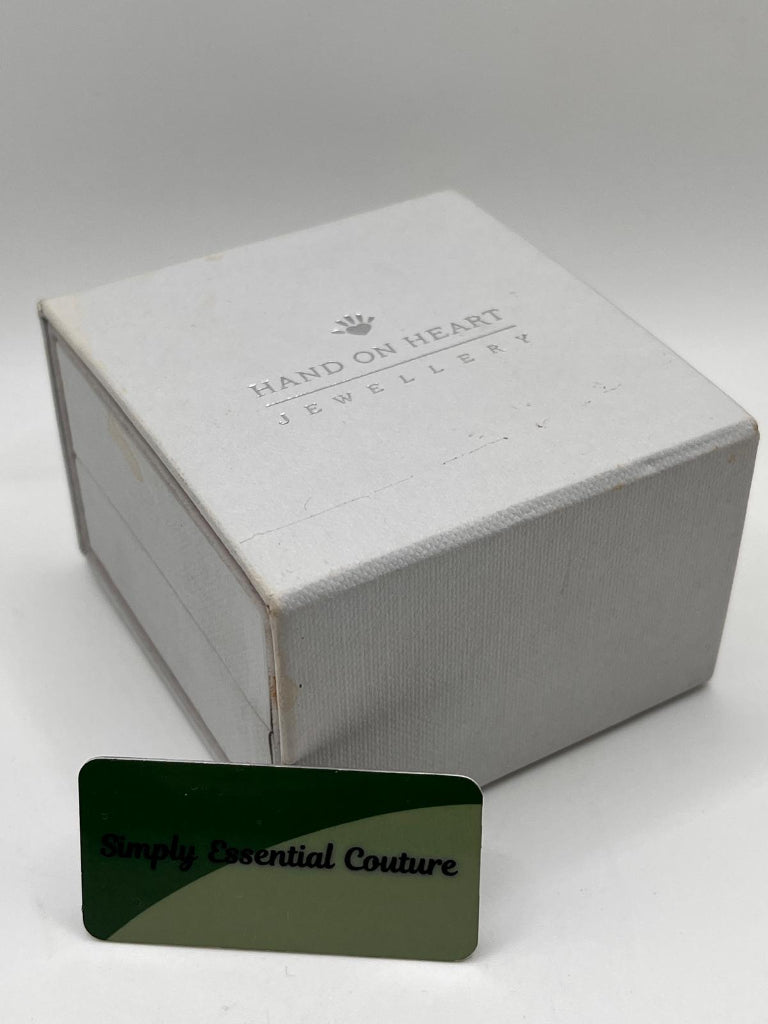 HAND ON HEART
JEWELLERY
Simply Essential Couture